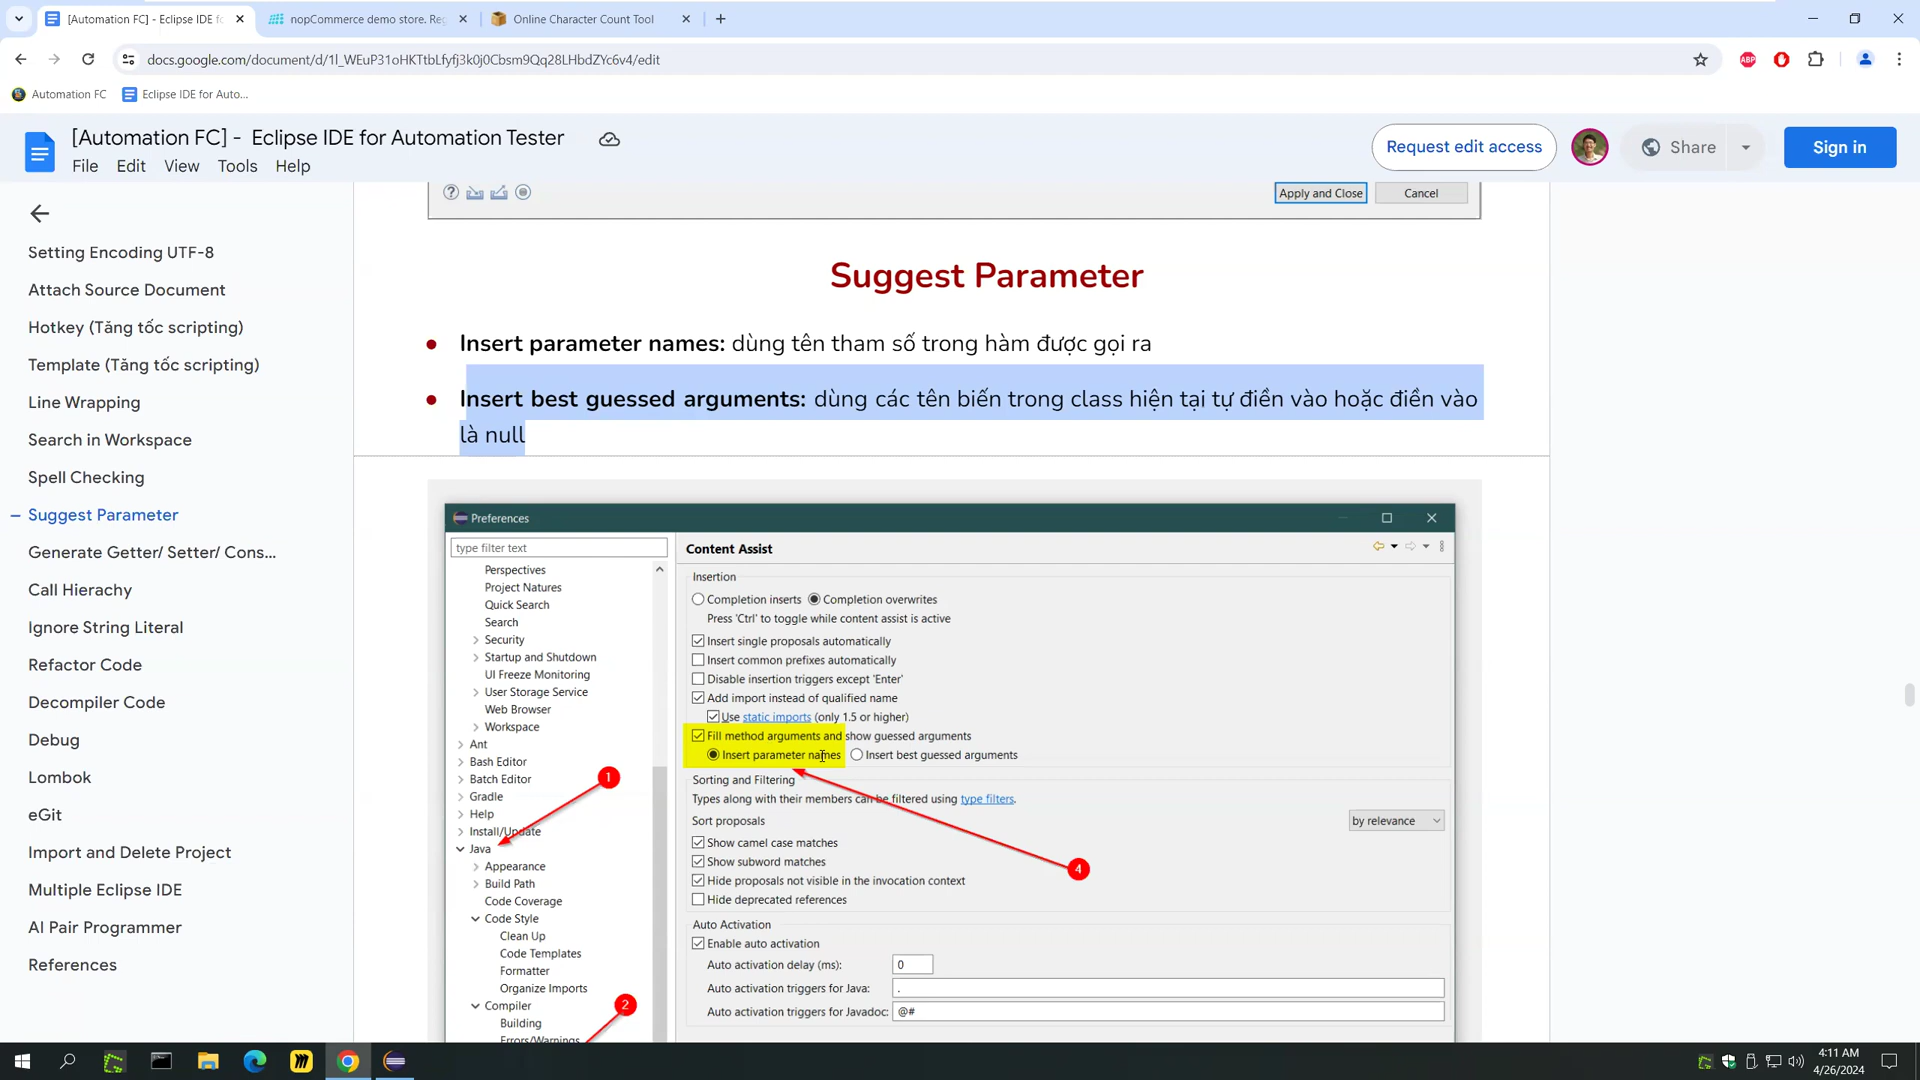 [Automation FC] - Eclipse IDE fo
nopCommerce demo store. Reg
Online Character Count Tool
docs.google.com/document/d/1l_WEuP31oHKTtbLfyfj3k0j0Cbsm9Qq28LHbdZYc6v4/edit
ABP
Automation FC
Eclipse IDE for Auto...
[Automation FC] - Eclipse IDE for Automation Tester
File Edit View Tools Help
Request edit access
Share
Sign in
Setting Encoding UTF-8
Attach Source Document
Hotkey (Tăng tốc scripting)
Template (Tăng tốc scripting)
Line Wrapping
Search in Workspace
Spell Checking
Suggest Parameter
Generate Getter/ Setter/ Cons...
Call Hierachy
Ignore String Literal
Refactor Code
Decompiler Code
Debug
Lombok
eGit
Import and Delete Project
Multiple Eclipse IDE
AI Pair Programmer
References
Apply and Close
Cancel
Suggest Parameter
Insert parameter names: dùng tên tham số trong hàm được gọi ra
Insert best guessed arguments: dùng các tên biến trong class hiện tại tự điền vào hoặc điền vào
là null
Preferences
type filter text
Perspectives
Project Natures
Quick Search
Search
Security
Startup and Shutdown
UI Freeze Monitoring
User Storage Service
Web Browser
Workspace
Ant
Bash Editor
Batch Editor
Gradle
Help
Install/Update
Java
Appearance
Build Path
Code Coverage
Code Style
Clean Up
Code Templates
Formatter
Organize Imports
Compiler
Building
Errors/Warnings
1
2
Content Assist
Insertion
Completion inserts Completion overwrites
Press 'Ctrl' to toggle while content assist is active
Insert single proposals automatically
Insert common prefixes automatically
Disable insertion triggers except 'Enter'
Add import instead of qualified name
Use static imports (only 1.5 or higher)
Fill method arguments and show guessed arguments
Insert parameter names Insert best guessed arguments
Sorting and Filtering
Types along with their members can be filtered using type filters.
Sort proposals
by relevance
Show camel case matches
Show subword matches
4
Hide proposals not visible in the invocation context
Hide deprecated references
Auto Activation
Enable auto activation
Auto activation delay (ms): 0
Auto activation triggers for Java: .
Auto activation triggers for Javadoc: @#
4:11 AM
4/26/2024